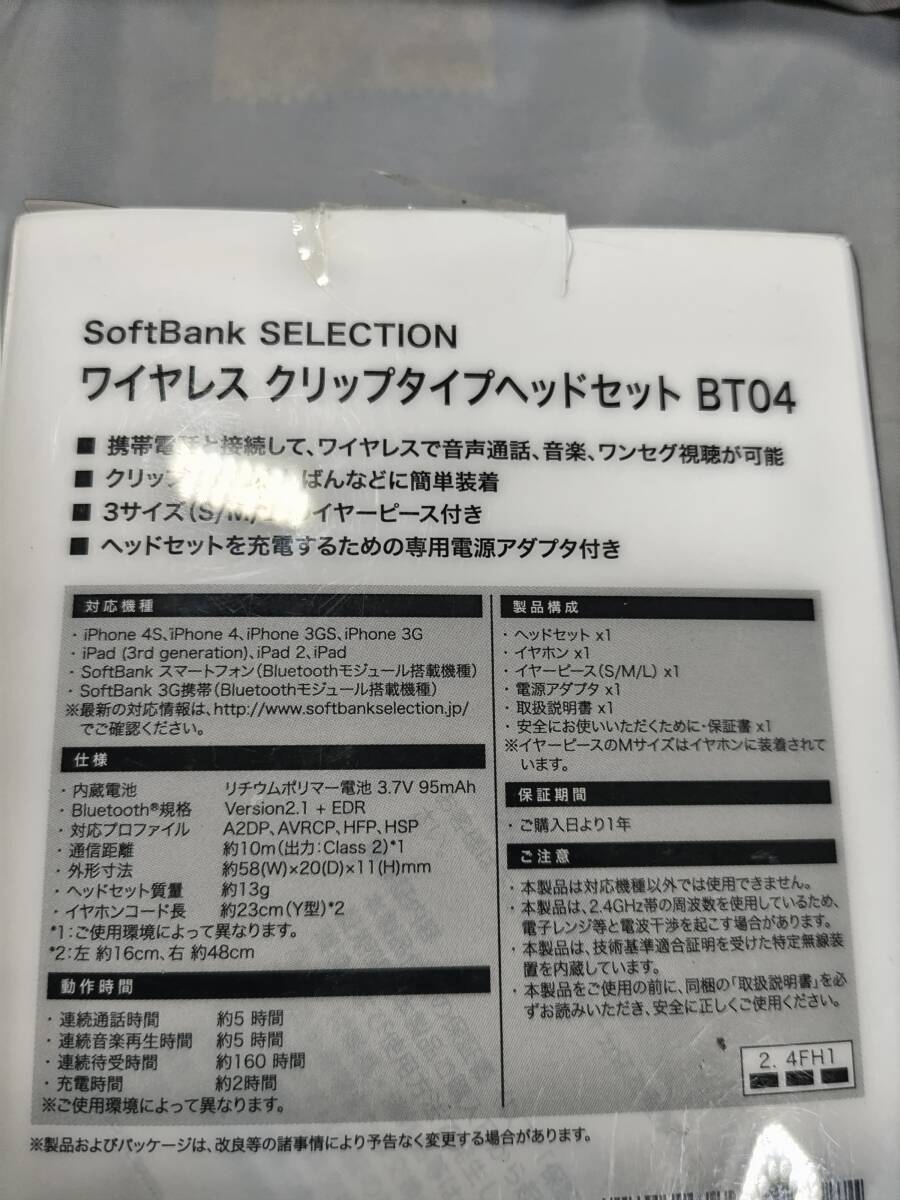 SoftBank SELECTION
ワイヤレス クリップタイプヘッドセット BT04
■ 携帯電話と接続して、ワイヤレスで音声通話、音楽、ワンセグ視聴が可能
■ クリップ ばんなどに簡単装着
■ 3サイズ(S/M/L イヤーピース付き
■ ヘッドセットを充電するための専用電源アダプタ付き
対応機種
・iPhone 4S、iPhone 4、iPhone 3GS、iPhone 3G
・iPad (3rd generation)、iPad 2、iPad
・SoftBank スマートフォン(Bluetoothモジュール搭載機種)
・SoftBank 3G携帯(Bluetoothモジュール搭載機種)
※最新の対応情報は、http://www.softbankselection.jp/
でご確認ください。
仕様
・内蔵電池 リチウムポリマー電池 3.7V 95mAh
・Bluetooth®規格 Version2.1 + EDR
・対応プロファイル A2DP、AVRCP、HFP、HSP
・通信距離 約10m(出力:Class 2)*1
・外形寸法 約58(W)×20(D)×11(H)mm
・ヘッドセット質量 約13g
・イヤホンコード長 約23cm(Y型)*2
*1:ご使用環境によって異なります。
*2:左 約16cm、右 約48cm
動作時間
・連続通話時間 約5 時間
・連続音楽再生時間 約5 時間
・連続待受時間 約160 時間
・充電時間 約2時間
※ご使用環境によって異なります。
製品構成
・ヘッドセット x1
・イヤホン x1
・イヤーピース(S/M/L) x1
・電源アダプタ x1
・取扱説明書 x1
・安全にお使いいただくために・保証書 x1
※イヤーピースのMサイズはイヤホンに装着されて
います。
保証期間
・ご購入日より1年
ご注意
・本製品は対応機種以外では使用できません。
・本製品は、2.4GHz帯の周波数を使用しているため、
電子レンジ等と電波干渉を起こす場合があります。
・本製品は、技術基準適合証明を受けた特定無線装
置を内蔵しています。
・本製品をご使用の前に、同梱の「取扱説明書」を必
ずお読みいただき、安全に正しくご使用ください。
2.4FH1
※製品およびパッケージは、改良等の諸事情により予告なく変更する場合があります。